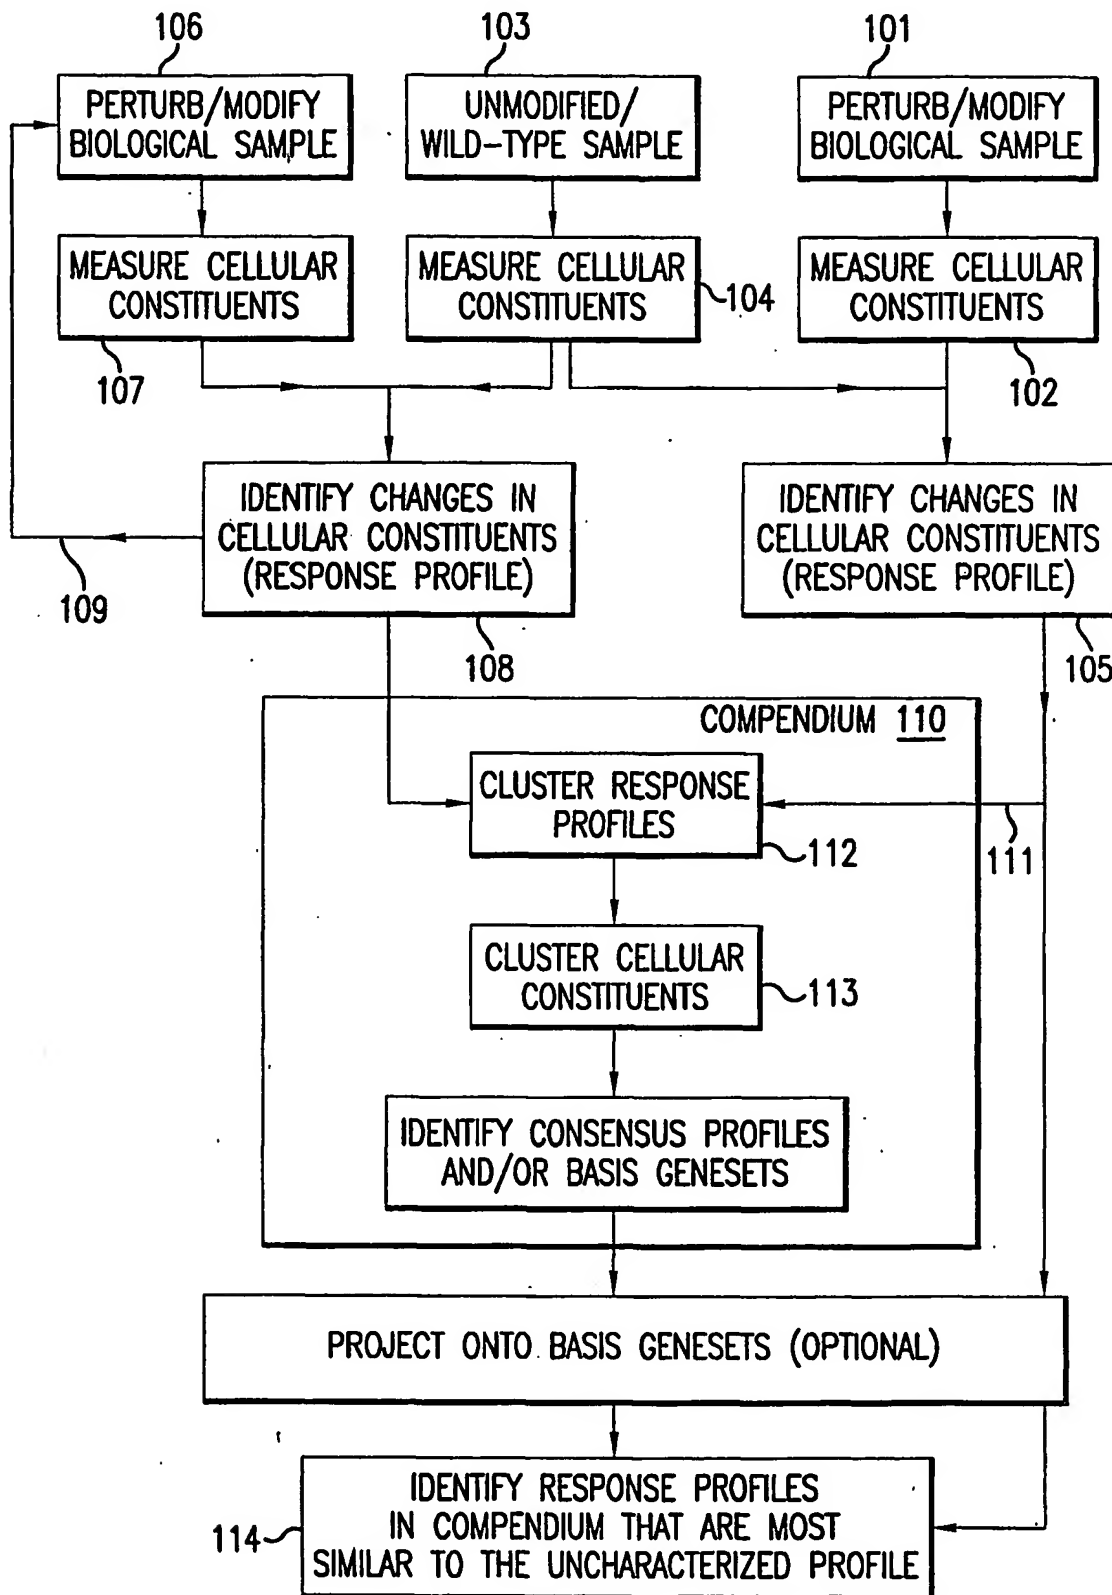 106
103
101
PERTURB/MODIFY
BIOLOGICAL SAMPLE
UNMODIFIED/
WILD-TYPE SAMPLE
PERTURB/MODIFY
BIOLOGICAL SAMPLE
MEASURE CELLULAR
CONSTITUENTS
MEASURE CELLULAR
CONSTITUENTS
104
MEASURE CELLULAR
CONSTITUENTS
107
102
IDENTIFY CHANGES IN
CELLULAR CONSTITUENTS
(RESPONSE PROFILE)
IDENTIFY CHANGES IN
CELLULAR CONSTITUENTS
(RESPONSE PROFILE)
109
108
105
COMPENDIUM 110
CLUSTER RESPONSE
PROFILES
112
111
CLUSTER CELLULAR
CONSTITUENTS
113
IDENTIFY CONSENSUS PROFILES
AND/OR BASIS GENESETS
PROJECT ONTO BASIS GENESETS (OPTIONAL)
IDENTIFY RESPONSE PROFILES
IN COMPENDIUM THAT ARE MOST
SIMILAR TO THE UNCHARACTERIZED PROFILE
114